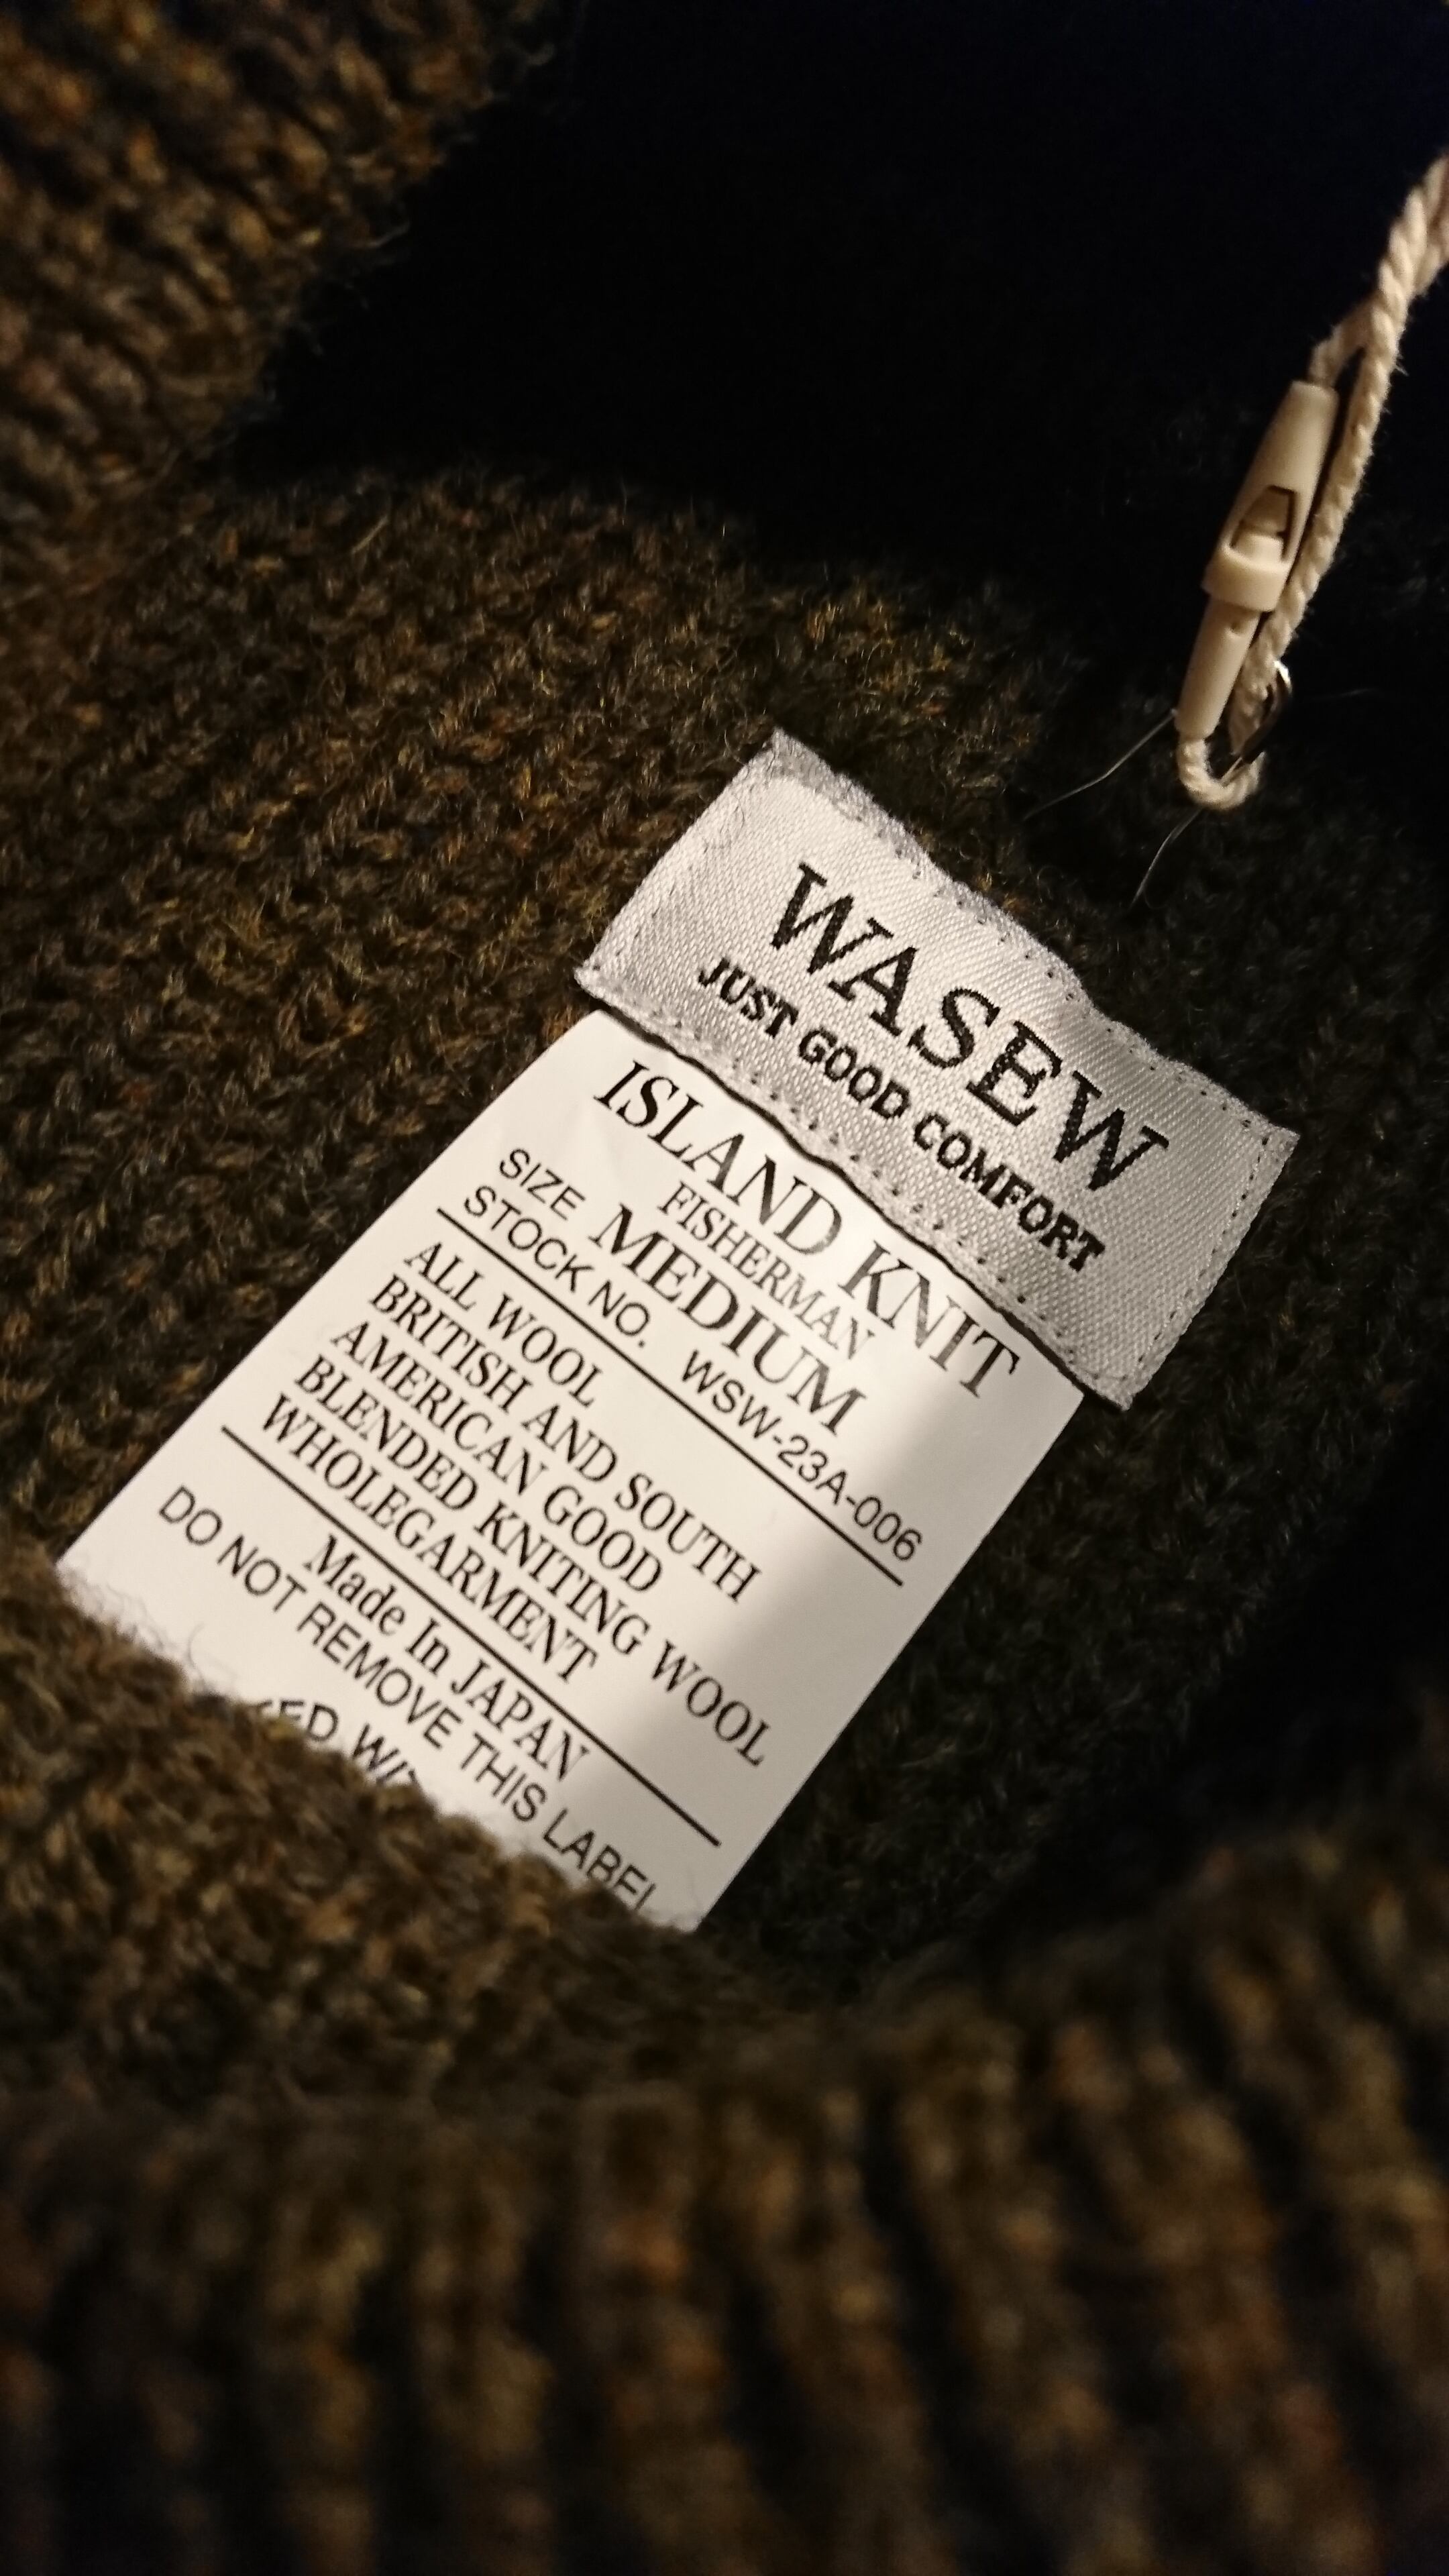 WASEW
JUST GOOD COMFORT
ISLAND KNIT
FISHERMAN
SIZE MEDIUM
STOCK NO. WSW-23A-006
ALL WOOL
BRITISH AND SOUTH
AMERICAN GOOD
BLENDED KNITING WOOL
WHOLEGARMENT
Made In JAPAN
DO NOT REMOVE THIS LABEL